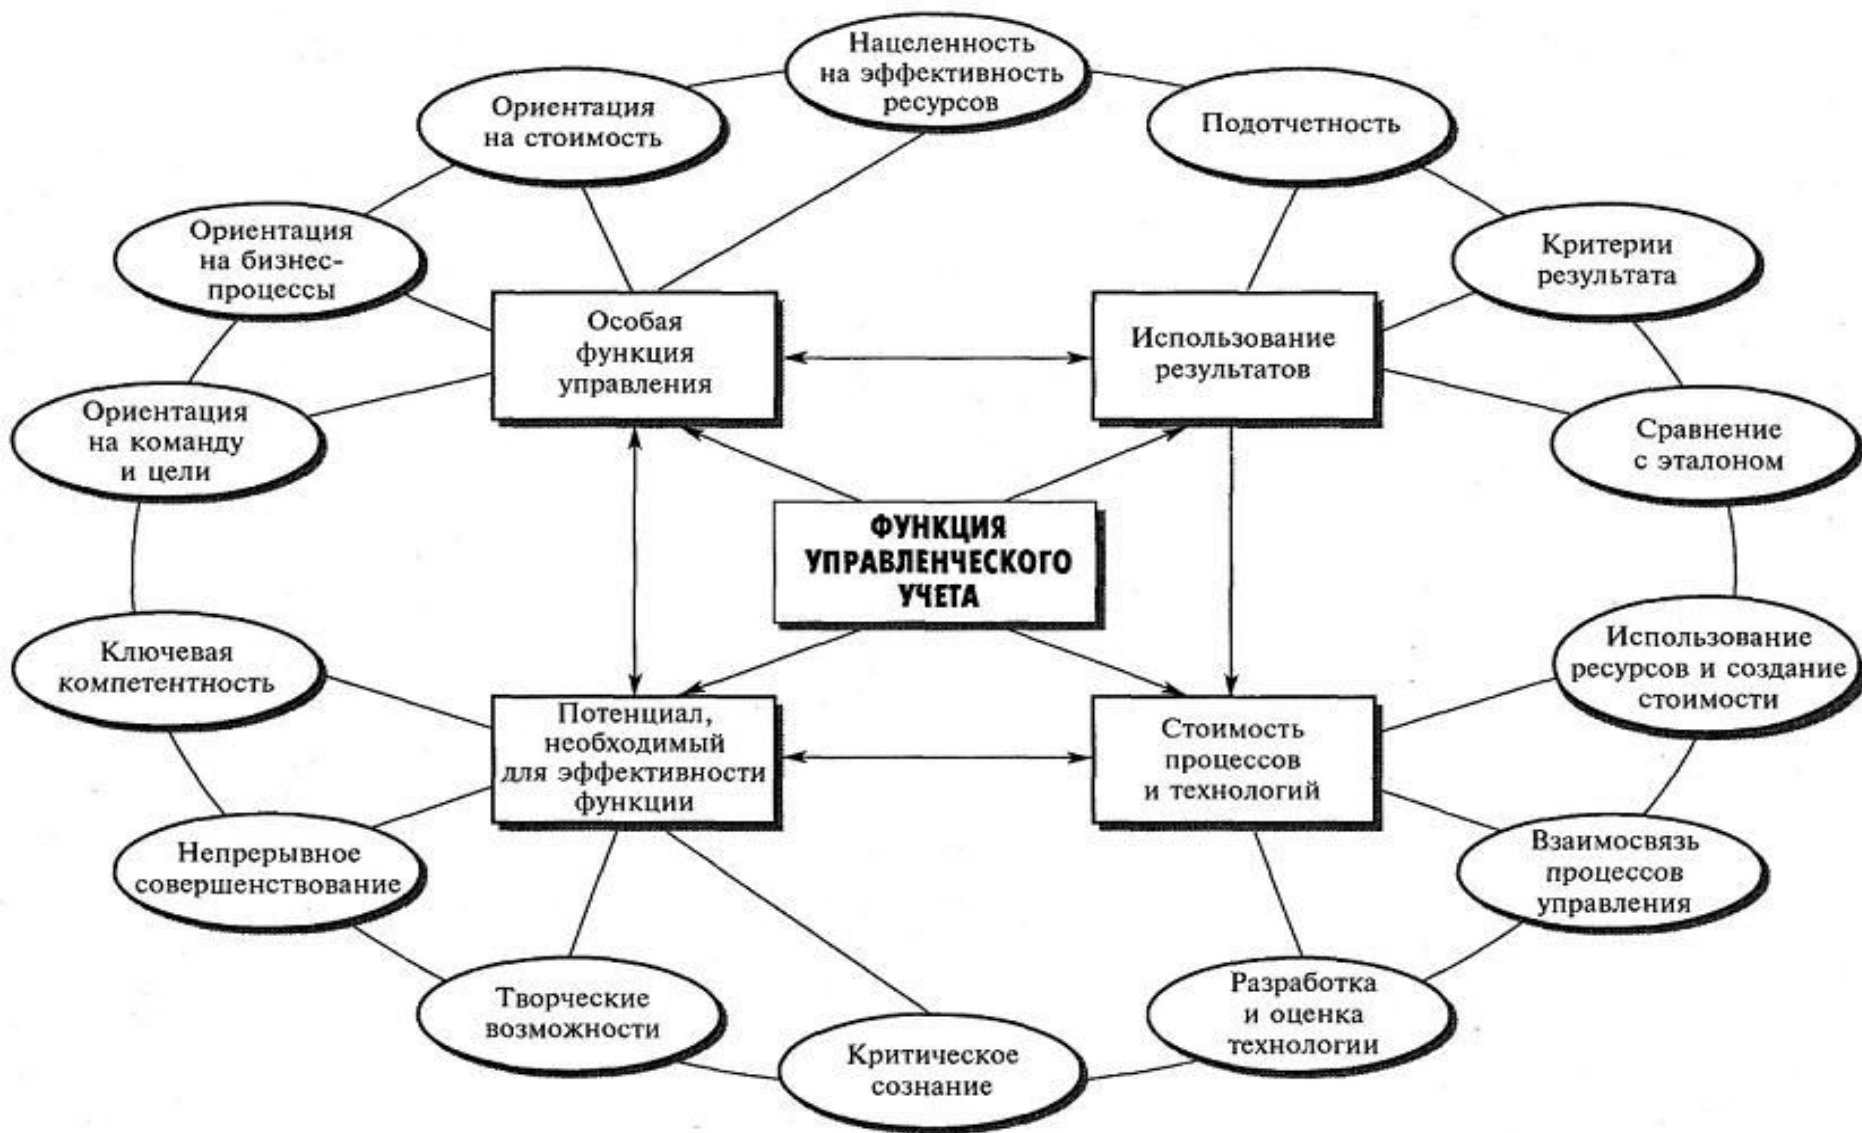 Нацеленность
на эффективность
ресурсов
Ориентация
на стоимость
Подотчетность
Ориентация
на бизнес-
процессы
Критерии
результата
Особая
функция
управления
Использование
результатов
Ориентация
на команду
и цели
Сравнение
с эталоном
ФУНКЦИЯ
УПРАВЛЕНЧЕСКОГО
УЧЕТА
Ключевая
компетентность
Использование
ресурсов и создание
стоимости
Потенциал,
необходимый
для эффективности
функции
Стоимость
процессов
и технологий
Непрерывное
совершенствование
Взаимосвязь
процессов
управления
Творческие
возможности
Разработка
и оценка
технологии
Критическое
сознание